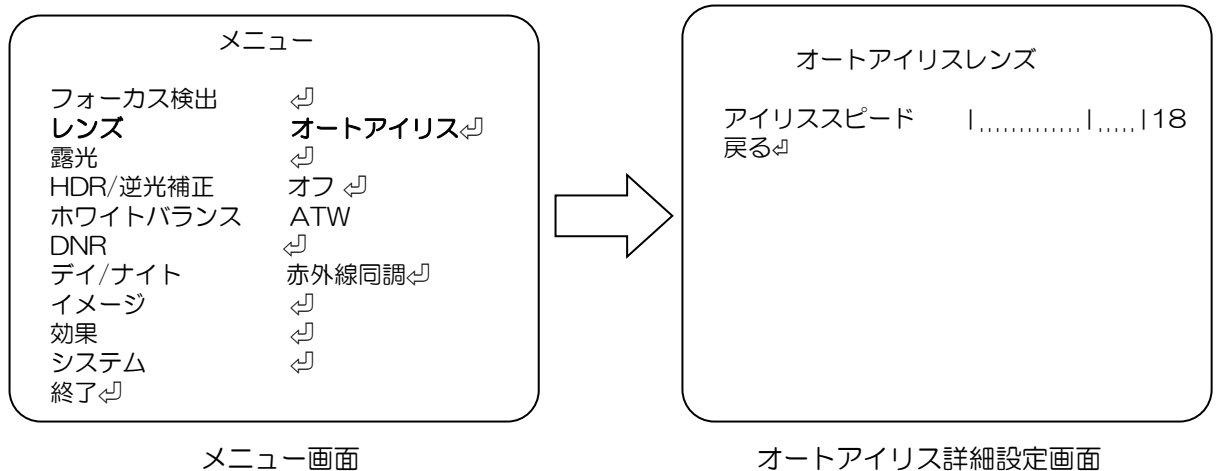 メニュー
フォーカス検出 ⏎
レンズ オートアイリス⏎
露光 ⏎
HDR/逆光補正 オフ ⏎
ホワイトバランス ATW
DNR ⏎
デイ/ナイト 赤外線同調⏎
イメージ ⏎
効果 ⏎
システム ⏎
終了⏎
メニュー画面
オートアイリスレンズ
アイリススピード |.............|.....|18
戻る⏎
オートアイリス詳細設定画面